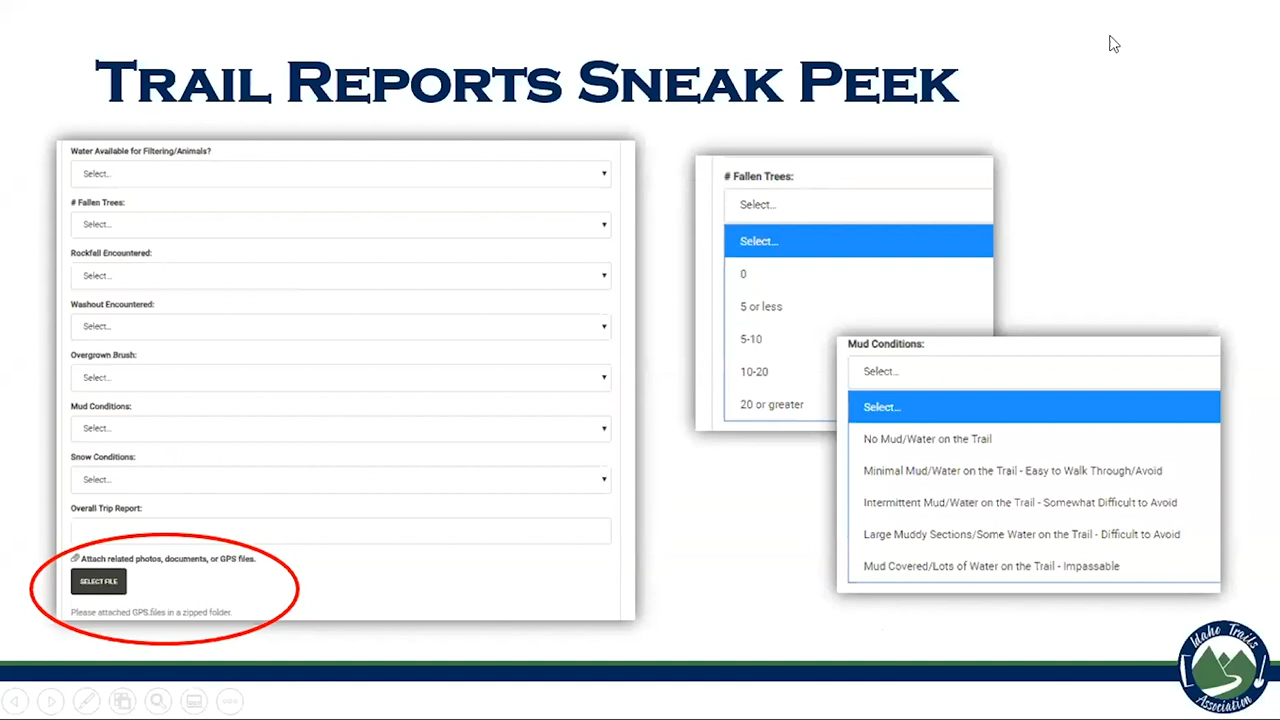 TRAIL REPORTS SNEAK PEEK
Water Available for Filtering/Animals?
Select...
# Fallen Trees:
Select...
Rockfall Encountered:
Select...
Washout Encountered:
Select...
Overgrown Brush:
Select...
Mud Conditions:
Select...
Snow Conditions:
Select...
Overall Trip Report:
Attach related photos, documents, or GPS files.
SELECT FILE
Please attached GPS.files in a zipped folder.
# Fallen Trees:
Select...
Select...
0
5 or less
5-10
10-20
20 or greater
Mud Conditions:
Select...
Select...
No Mud/Water on the Trail
Minimal Mud/Water on the Trail - Easy to Walk Through/Avoid
Intermittent Mud/Water on the Trail - Somewhat Difficult to Avoid
Large Muddy Sections/Some Water on the Trail - Difficult to Avoid
Mud Covered/Lots of Water on the Trail - Impassable
Idaho Trails
Association